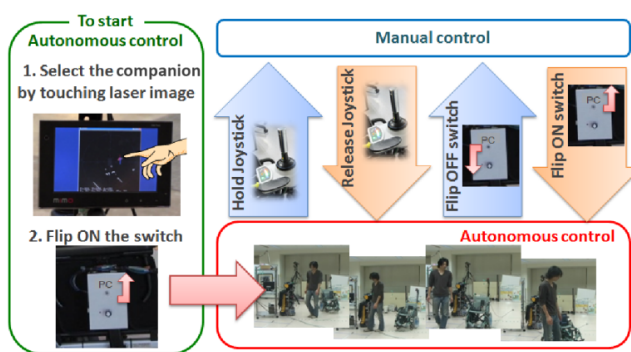 To start
Autonomous control
1. Select the companion
by touching laser image
2. Flip ON the switch
PC
Manual control
Hold Joystick
Release Joystick
Flip OFF switch
PC
Flip ON switch
PC
Autonomous control